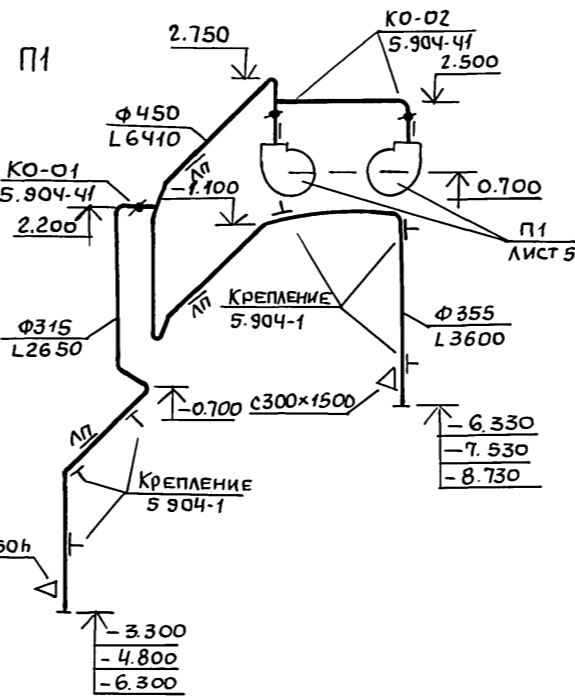 П1
2.750
КО-02
5.904-41
2.500
Ф450
L6410
ЛП
КО-01
5.904-41
2.200
-1.100
0.700
П1
ЛИСТ 5
КРЕПЛЕНИЕ
5.904-1
Ф315
L2650
ЛП
Ф355
L3600
-0.700
С300×1500
-6.330
-7.530
-8.730
ЛП
КРЕПЛЕНИЕ
5 904-1
50h
-3.300
-4.800
-6.300